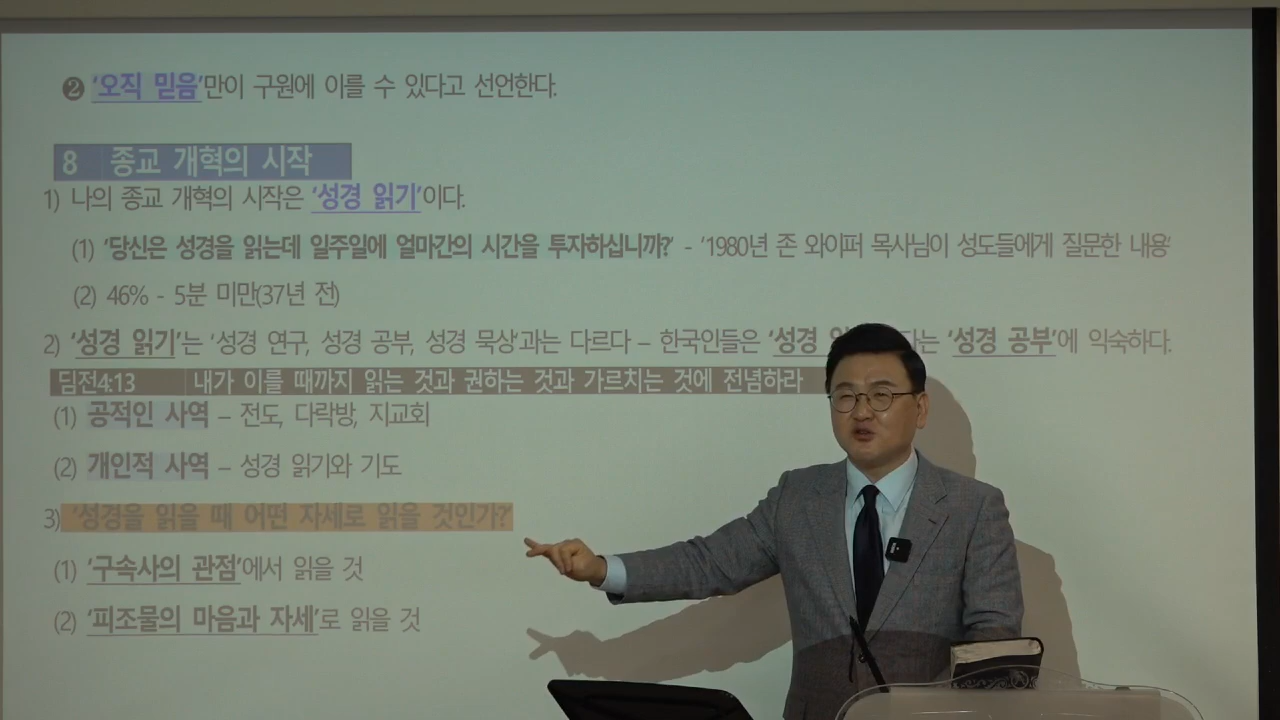 ❷ '오직 믿음'만이 구원에 이를 수 있다고 선언한다.
8 종교 개혁의 시작
1) 나의 종교 개혁의 시작은 '성경 읽기'이다.
(1) '당신은 성경을 읽는데 일주일에 얼마간의 시간을 투자하십니까?' - '1980년 존 와이퍼 목사님이 성도들에게 질문한 내용'
(2) 46% - 5분 미만(37년 전)
2) '성경 읽기'는 '성경 연구, 성경 공부, 성경 묵상'과는 다르다 – 한국인들은 '성경 는 '성경 공부'에 익숙하다.
딤전4:13 내가 이를 때까지 읽는 것과 권하는 것과 가르치는 것에 전념하라
(1) 공적인 사역 – 전도, 다락방, 지교회
(2) 개인적 사역 – 성경 읽기와 기도
3) '성경을 읽을 때 어떤 자세로 읽을 것인가?'
(1) '구속사의 관점'에서 읽을 것
(2) '피조물의 마음과 자세'로 읽을 것